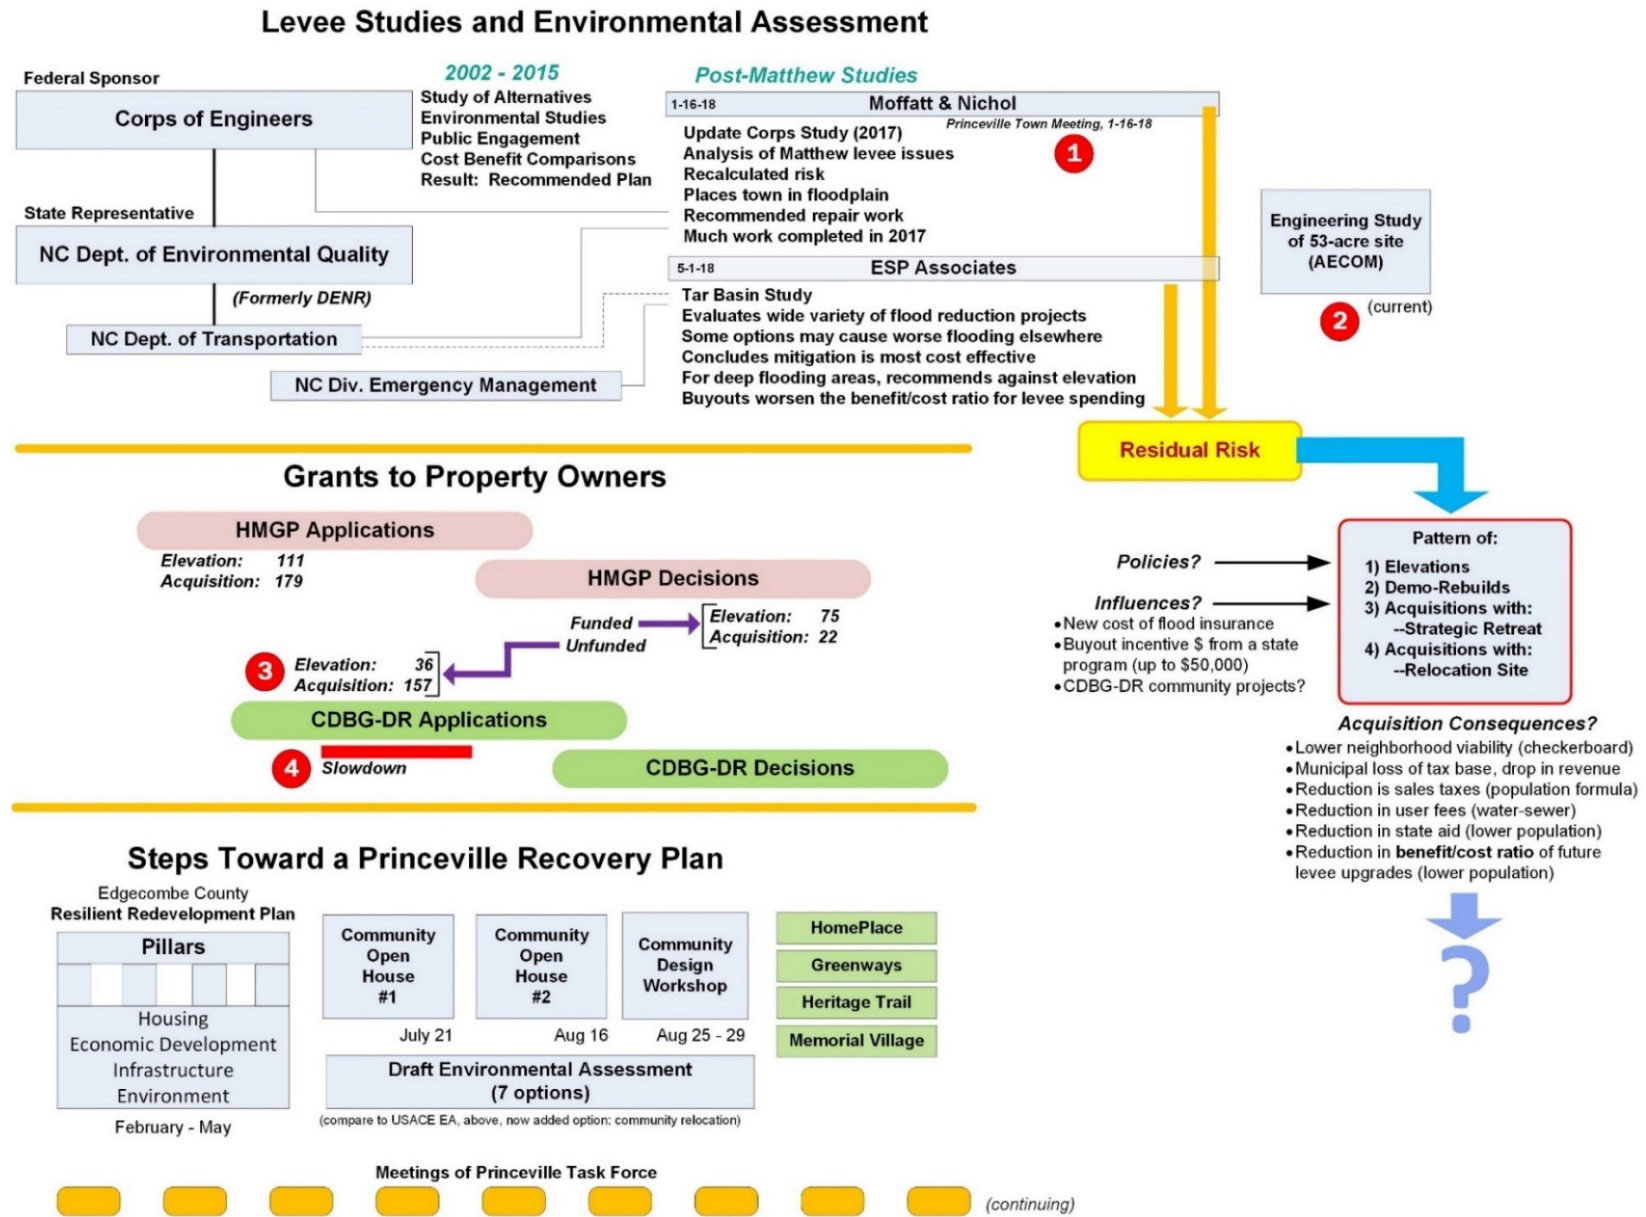 Levee Studies and Environmental Assessment
Federal Sponsor
Corps of Engineers
State Representative
NC Dept. of Environmental Quality
(Formerly DENR)
NC Dept. of Transportation
NC Div. Emergency Management
2002 - 2015
Study of Alternatives
Environmental Studies
Public Engagement
Cost Benefit Comparisons
Result: Recommended Plan
Post-Matthew Studies
1-16-18 Moffatt & Nichol
Princeville Town Meeting, 1-16-18
1
Update Corps Study (2017)
Analysis of Matthew levee issues
Recalculated risk
Places town in floodplain
Recommended repair work
Much work completed in 2017
5-1-18 ESP Associates
Tar Basin Study
Evaluates wide variety of flood reduction projects
Some options may cause worse flooding elsewhere
Concludes mitigation is most cost effective
For deep flooding areas, recommends against elevation
Buyouts worsen the benefit/cost ratio for levee spending
Engineering Study
of 53-acre site
(AECOM)
2
(current)
Residual Risk
Grants to Property Owners
HMGP Applications
Elevation: 111
Acquisition: 179
HMGP Decisions
Funded
Unfunded
Elevation: 75
Acquisition: 22
3
Elevation: 36
Acquisition: 157
CDBG-DR Applications
4
Slowdown
CDBG-DR Decisions
Policies?
Influences?
•New cost of flood insurance
•Buyout incentive $ from a state
program (up to $50,000)
•CDBG-DR community projects?
Pattern of:
1) Elevations
2) Demo-Rebuilds
3) Acquisitions with:
--Strategic Retreat
4) Acquisitions with:
--Relocation Site
Acquisition Consequences?
•Lower neighborhood viability (checkerboard)
•Municipal loss of tax base, drop in revenue
•Reduction is sales taxes (population formula)
•Reduction in user fees (water-sewer)
•Reduction in state aid (lower population)
•Reduction in benefit/cost ratio of future
levee upgrades (lower population)
?
Steps Toward a Princeville Recovery Plan
Edgecombe County
Resilient Redevelopment Plan
Pillars
Housing
Economic Development
Infrastructure
Environment
February - May
Community
Open
House
#1
July 21
Community
Open
House
#2
Aug 16
Community
Design
Workshop
Aug 25 - 29
HomePlace
Greenways
Heritage Trail
Memorial Village
Draft Environmental Assessment
(7 options)
(compare to USACE EA, above, now added option: community relocation)
Meetings of Princeville Task Force
(continuing)